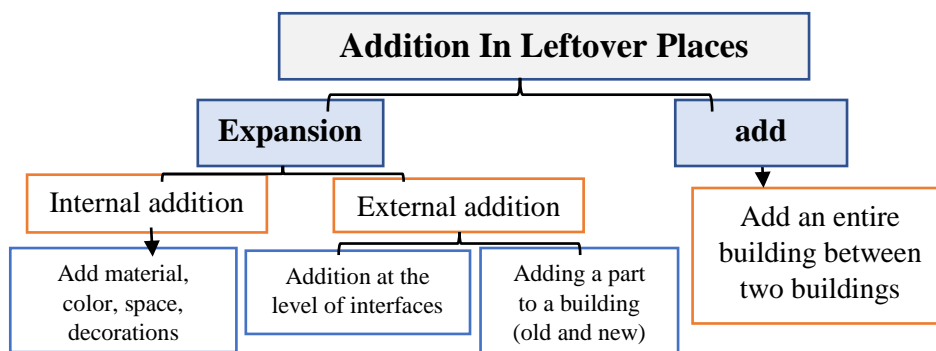 Addition In Leftover Places
Expansion
add
Internal addition
External addition
Add an entire
building between
two buildings
Add material,
color, space,
decorations
Addition at the
level of interfaces
Adding a part
to a building
(old and new)